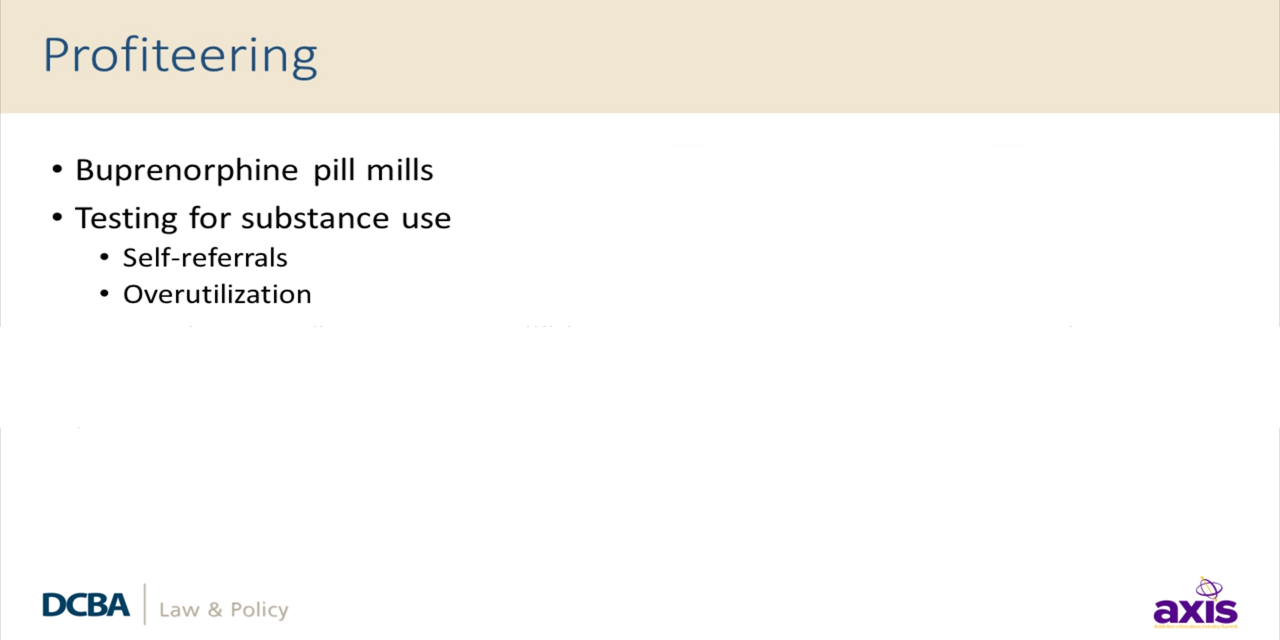 Profiteering
• Buprenorphine pill mills
• Testing for substance use
• Self-referrals
• Overutilization
DCBA | Law & Policy
axis